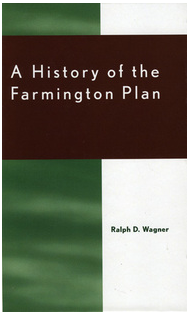 A History of the
Farmington Plan
Ralph D. Wagner